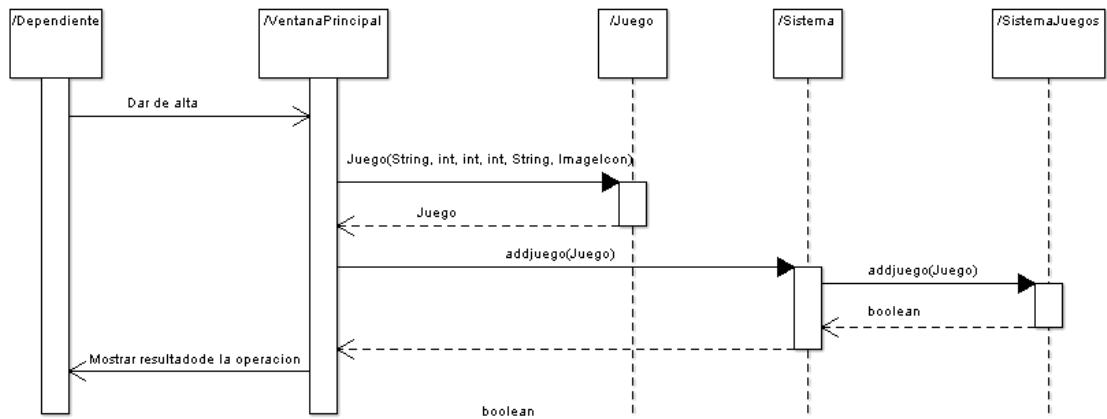 /Dependiente
/VentanaPrincipal
/Juego
/Sistema
/SistemaJuegos
Dar de alta
Juego(String, int, int, int, String, ImageIcon)
Juego
addjuego(Juego)
addjuego(Juego)
boolean
Mostrar resultadode la operacion
boolean